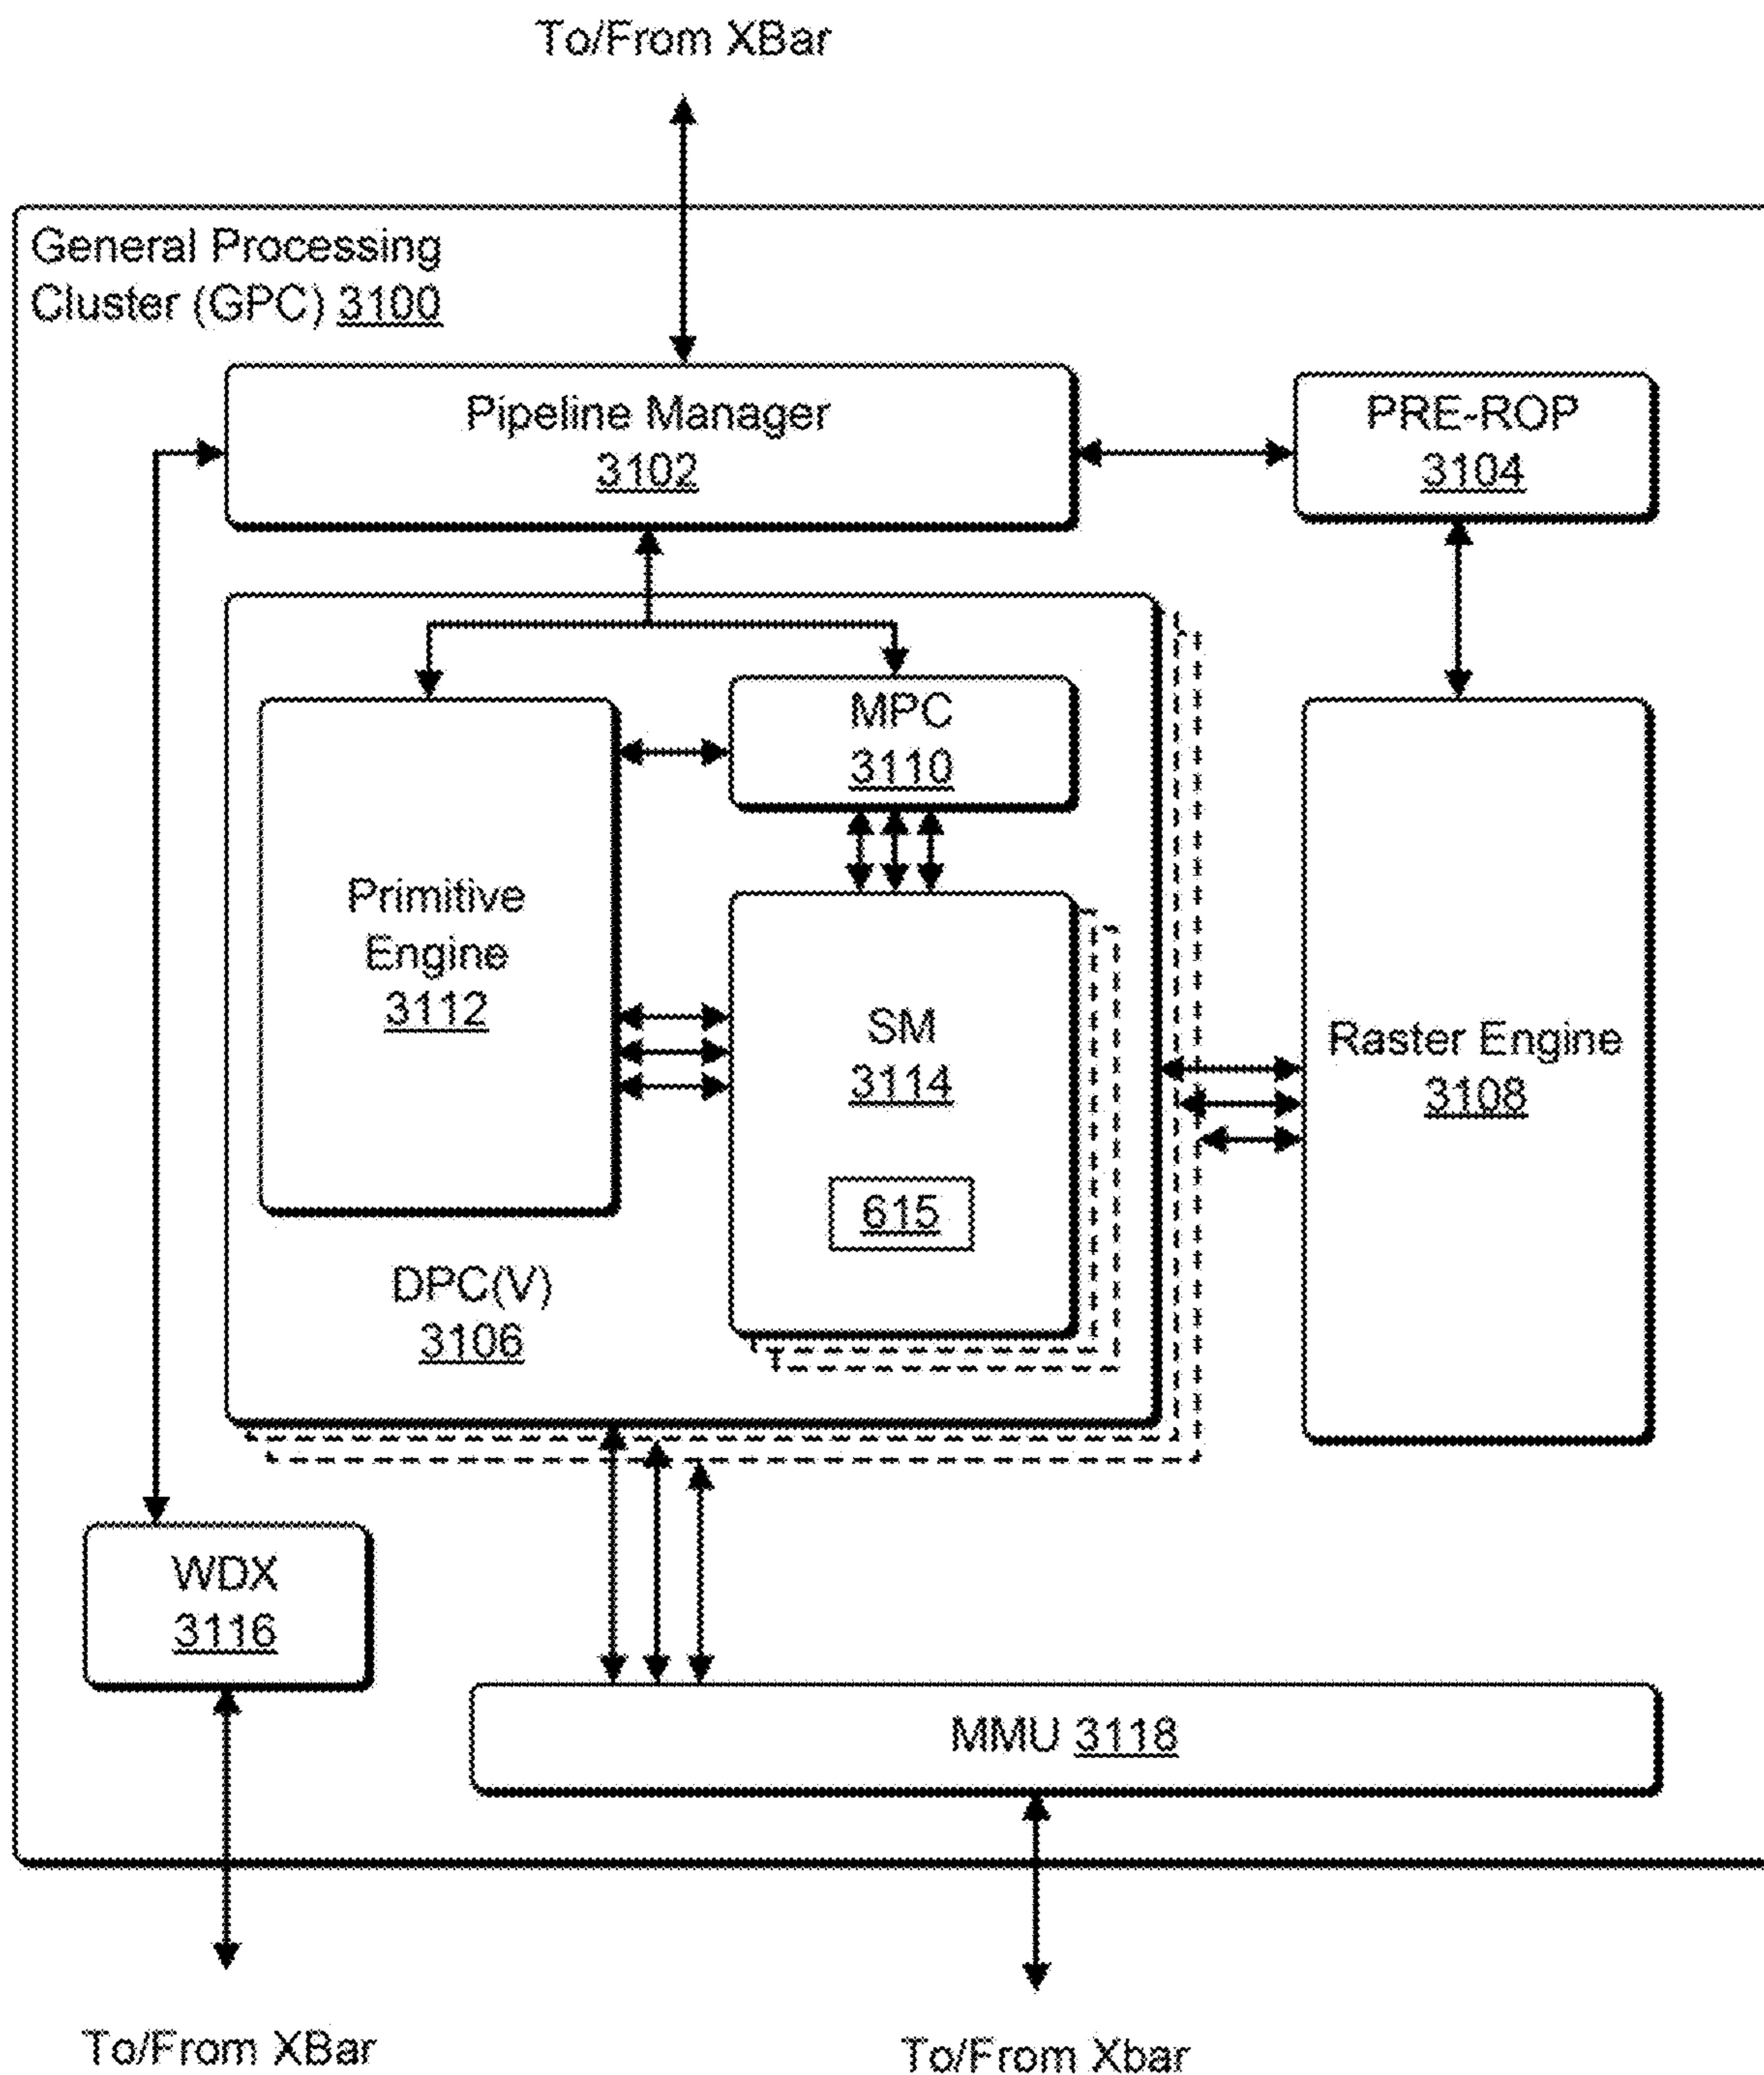 To/From XBar
General Processing
Cluster (GPC) 3100
Pipeline Manager
3102
PRE-ROP
3104
MPC
3110
Primitive
Engine
3112
SM
3114
615
Raster Engine
3108
DPC(V)
3106
WDX
3116
MMU 3118
To/From XBar
To/From Xbar